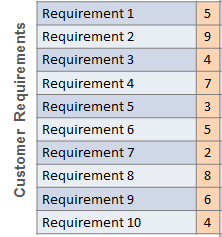 Customer Requirements
Requirement 1 5
Requirement 2 9
Requirement 3 4
Requirement 4 7
Requirement 5 3
Requirement 6 5
Requirement 7 2
Requirement 8 8
Requirement 9 6
Requirement 10 4